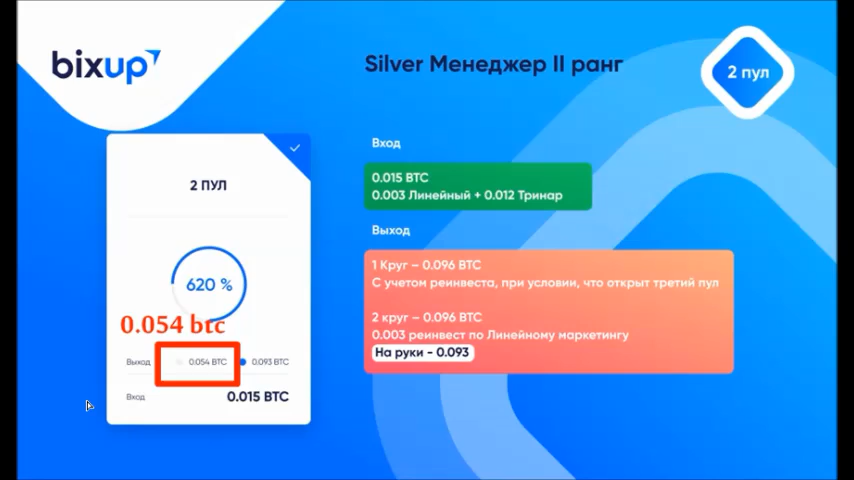 bixup
Silver Менеджер II ранг
2 пул
2 ПУЛ
620 %
0.054 btc
Выход 0.054 BTC 0.093 BTC
Вход 0.015 BTC
Вход
0.015 BTC
0.003 Линейный + 0.012 Тринар
Выход
1 Круг – 0.096 BTC
С учетом реинвеста, при условии, что открыт третий пул
2 круг – 0.096 BTC
0.003 реинвест по Линейному маркетингу
На руки - 0.093